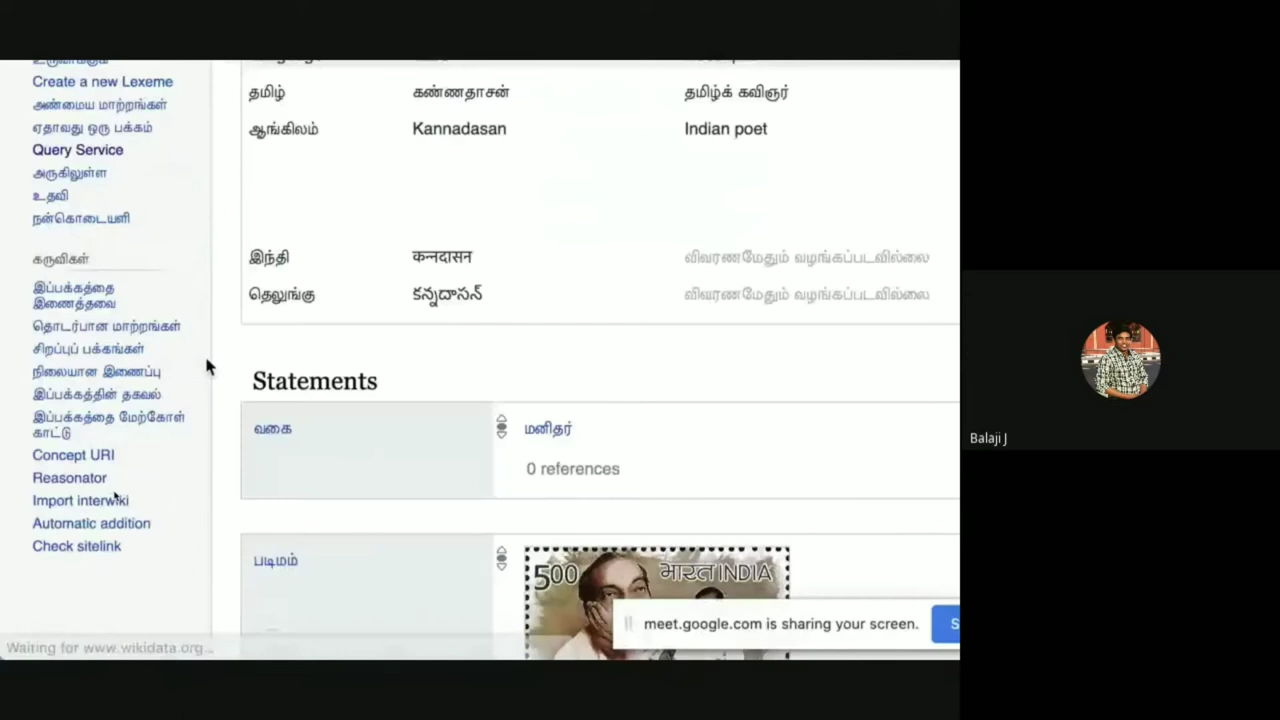 Create a new Lexeme
அண்மைய மாற்றங்கள்
ஏதாவது ஒரு பக்கம்
Query Service
அருகிலுள்ள
உதவி
நன்கொடையளி
கருவிகள்
இப்பக்கத்தை
இணைத்தவை
தொடர்பான மாற்றங்கள்
சிறப்புப் பக்கங்கள்
நிலையான இணைப்பு
இப்பக்கத்தின் தகவல்
இப்பக்கத்தை மேற்கோள்
காட்டு
Concept URI
Reasonator
Import interwiki
Automatic addition
Check sitelink
தமிழ் கண்ணதாசன் தமிழ்க் கவிஞர்
ஆங்கிலம் Kannadasan Indian poet
இந்தி कन्नदासन விவரணமேதும் வழங்கப்படவில்லை
தெலுங்கு கன்னதாசன் விவரணமேதும் வழங்கப்படவில்லை
Statements
வகை மனிதர்
0 references
படிமம்
500 भारत INDIA
meet.google.com is sharing your screen.
S
Waiting for www.wikidata.org...
Balaji J